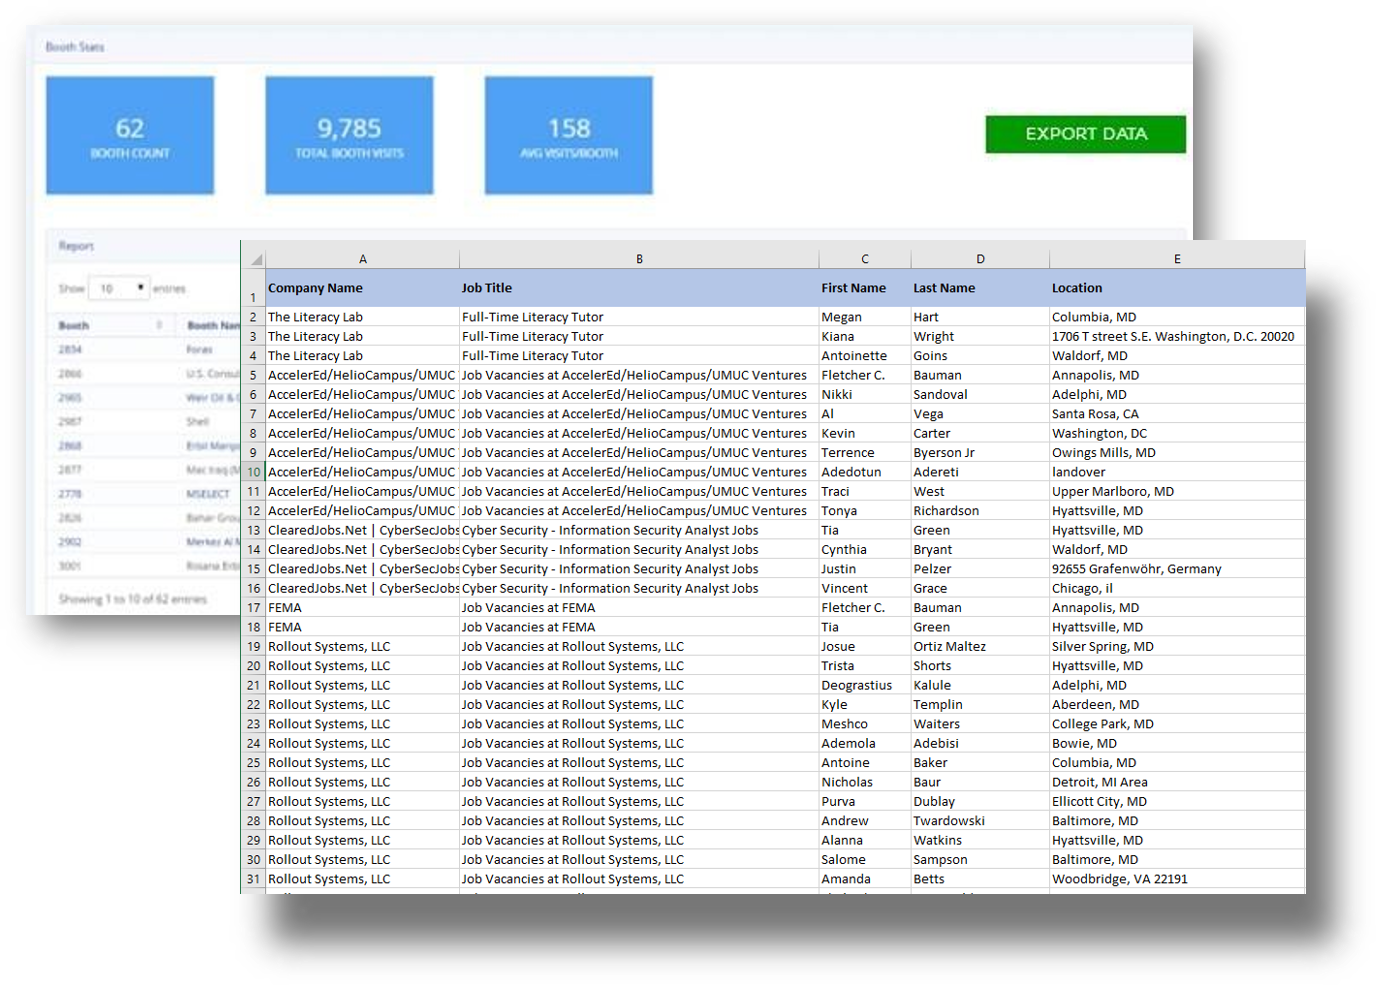 Booth Stats
62
BOOTH COUNT
9,785
TOTAL BOOTH VISITS
158
AVG VISITS/BOOTH
EXPORT DATA
Report
Show 10 entries
Booth Booth Nam
2834
2866 U.S. Consul
2965 Weir Oil &
2987 Shell
2868 Erbil
2877
2778 MSELECT
2826
2902
3001
Showing 1 to 10 of 62 entries
A B C D E
1 Company Name Job Title First Name Last Name Location
2 The Literacy Lab Full-Time Literacy Tutor Megan Hart Columbia, MD
3 The Literacy Lab Full-Time Literacy Tutor Kiana Wright 1706 T street S.E. Washington, D.C. 20020
4 The Literacy Lab Full-Time Literacy Tutor Antoinette Goins Waldorf, MD
5 AccelerEd/HelioCampus/UMUC Job Vacancies at AccelerEd/HelioCampus/UMUC Ventures Fletcher C. Bauman Annapolis, MD
6 AccelerEd/HelioCampus/UMUC Job Vacancies at AccelerEd/HelioCampus/UMUC Ventures Nikki Sandoval Adelphi, MD
7 AccelerEd/HelioCampus/UMUC Job Vacancies at AccelerEd/HelioCampus/UMUC Ventures Al Vega Santa Rosa, CA
8 AccelerEd/HelioCampus/UMUC Job Vacancies at AccelerEd/HelioCampus/UMUC Ventures Kevin Carter Washington, DC
9 AccelerEd/HelioCampus/UMUC Job Vacancies at AccelerEd/HelioCampus/UMUC Ventures Terrence Byerson Jr Owings Mills, MD
10 AccelerEd/HelioCampus/UMUC Job Vacancies at AccelerEd/HelioCampus/UMUC Ventures Adedotun Adereti landover
11 AccelerEd/HelioCampus/UMUC Job Vacancies at AccelerEd/HelioCampus/UMUC Ventures Traci West Upper Marlboro, MD
12 AccelerEd/HelioCampus/UMUC Job Vacancies at AccelerEd/HelioCampus/UMUC Ventures Tonya Richardson Hyattsville, MD
13 ClearedJobs.Net | CyberSecJobs Cyber Security - Information Security Analyst Jobs Tia Green Hyattsville, MD
14 ClearedJobs.Net | CyberSecJobs Cyber Security - Information Security Analyst Jobs Cynthia Bryant Waldorf, MD
15 ClearedJobs.Net | CyberSecJobs Cyber Security - Information Security Analyst Jobs Justin Pelzer 92655 Grafenwöhr, Germany
16 ClearedJobs.Net | CyberSecJobs Cyber Security - Information Security Analyst Jobs Vincent Grace Chicago, il
17 FEMA Job Vacancies at FEMA Fletcher C. Bauman Annapolis, MD
18 FEMA Job Vacancies at FEMA Tia Green Hyattsville, MD
19 Rollout Systems, LLC Job Vacancies at Rollout Systems, LLC Josue Ortiz Maltez Silver Spring, MD
20 Rollout Systems, LLC Job Vacancies at Rollout Systems, LLC Trista Shorts Hyattsville, MD
21 Rollout Systems, LLC Job Vacancies at Rollout Systems, LLC Deograstius Kalule Adelphi, MD
22 Rollout Systems, LLC Job Vacancies at Rollout Systems, LLC Kyle Templin Aberdeen, MD
23 Rollout Systems, LLC Job Vacancies at Rollout Systems, LLC Meshco Waiters College Park, MD
24 Rollout Systems, LLC Job Vacancies at Rollout Systems, LLC Ademola Adebisi Bowie, MD
25 Rollout Systems, LLC Job Vacancies at Rollout Systems, LLC Antoine Baker Columbia, MD
26 Rollout Systems, LLC Job Vacancies at Rollout Systems, LLC Nicholas Baur Detroit, MI Area
27 Rollout Systems, LLC Job Vacancies at Rollout Systems, LLC Purva Dublay Ellicott City, MD
28 Rollout Systems, LLC Job Vacancies at Rollout Systems, LLC Andrew Twardowski Baltimore, MD
29 Rollout Systems, LLC Job Vacancies at Rollout Systems, LLC Alanna Watkins Hyattsville, MD
30 Rollout Systems, LLC Job Vacancies at Rollout Systems, LLC Salome Sampson Baltimore, MD
31 Rollout Systems, LLC Job Vacancies at Rollout Systems, LLC Amanda Betts Woodbridge, VA 22191